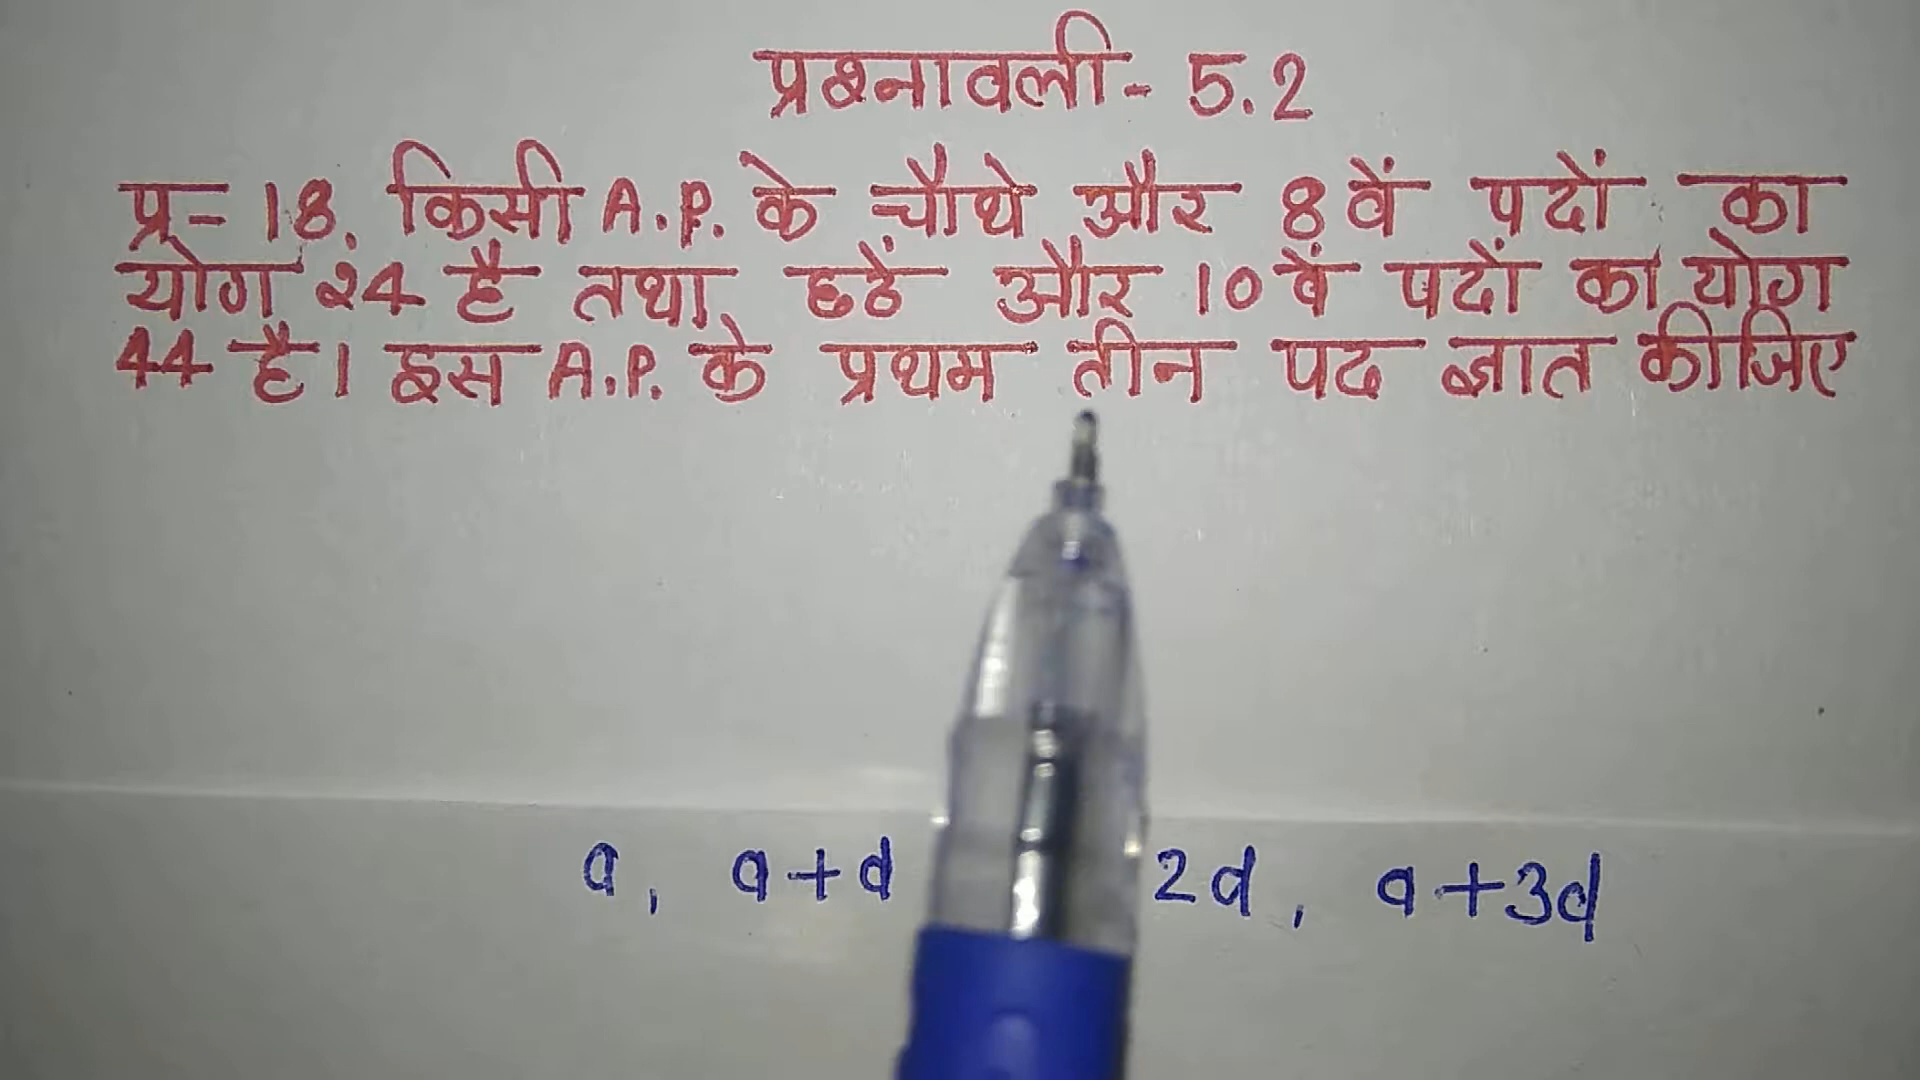 प्रश्नावली- 5.2
प्र- 18. किसी A.P. के चौथे और 8 वें पदों का
योग 24 है तथा छठें और 10 वें पदों का योग
44 है। इस A.P. के प्रथम तीन पद ज्ञात कीजिए
a, a+d 2d, a+3d